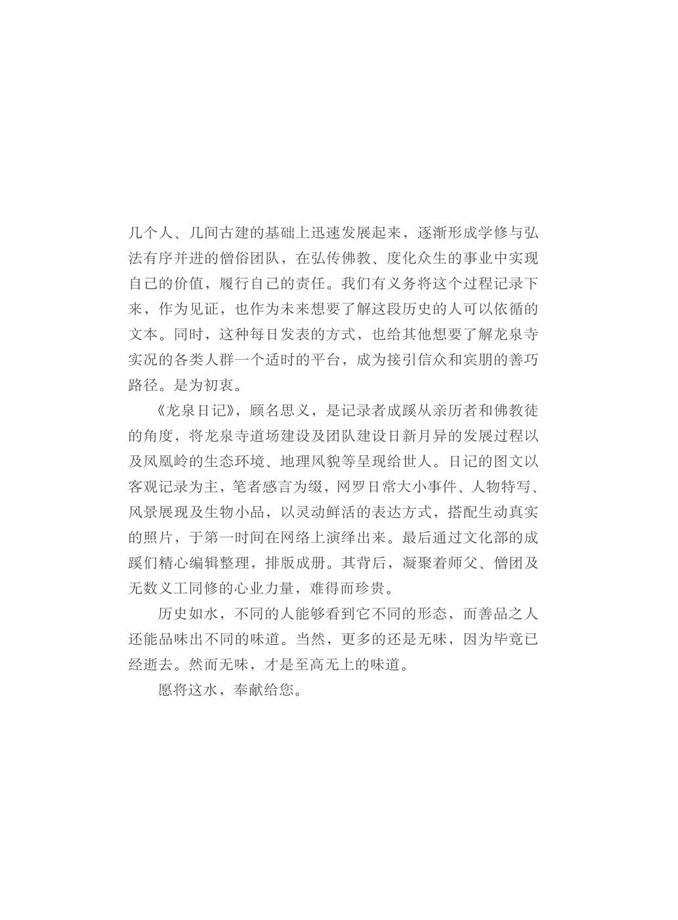 几个人、几间古建的基础上迅速发展起来，逐渐形成学修与弘
法有序并进的僧俗团队，在弘传佛教、度化众生的事业中实现
自己的价值，履行自己的责任。我们有义务将这个过程记录下
来，作为见证，也作为未来想要了解这段历史的人可以依循的
文本。同时，这种每日发表的方式，也给其他想要了解龙泉寺
实况的各类人群一个适时的平台，成为接引信众和宾朋的善巧
路径。是为初衷。
《龙泉日记》，顾名思义，是记录者成蹊从亲历者和佛教徒
的角度，将龙泉寺道场建设及团队建设日新月异的发展过程以
及凤凰岭的生态环境、地理风貌等呈现给世人。日记的图文以
客观记录为主，笔者感言为缀，网罗日常大小事件、人物特写、
风景展现及生物小品，以灵动鲜活的表达方式，搭配生动真实
的照片，于第一时间在网络上演绎出来。最后通过文化部的成
蹊们精心编辑整理，排版成册。其背后，凝聚着师父、僧团及
无数义工同修的心业力量，难得而珍贵。
历史如水，不同的人能够看到它不同的形态，而善品之人
还能品味出不同的味道。当然，更多的还是无味，因为毕竟已
经逝去。然而无味，才是至高无上的味道。
愿将这水，奉献给您。